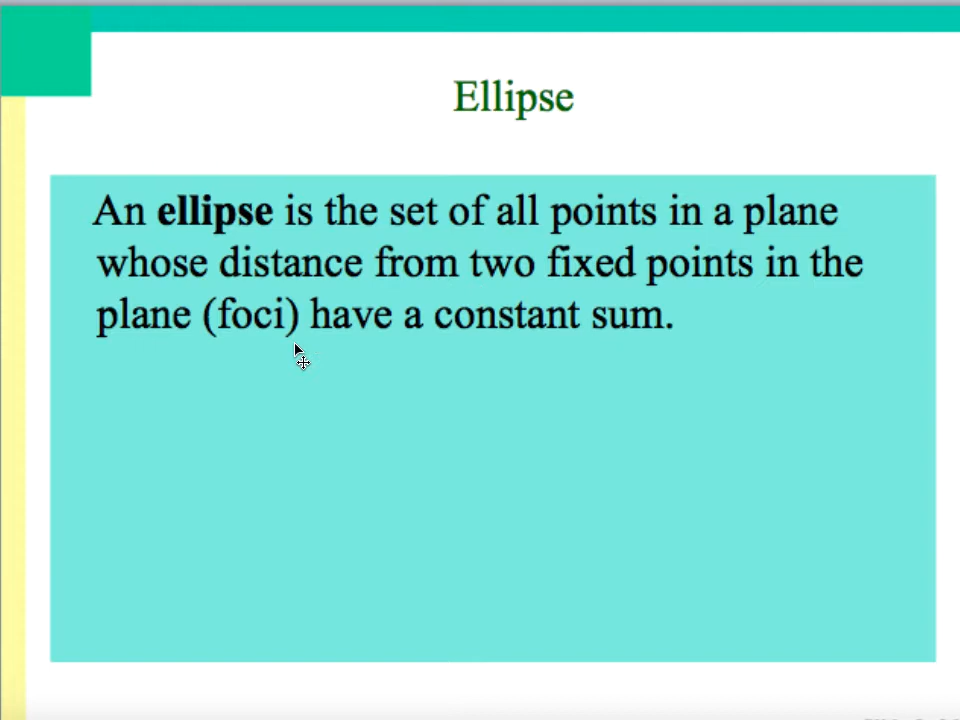 Ellipse
An ellipse is the set of all points in a plane
whose distance from two fixed points in the
plane (foci) have a constant sum.